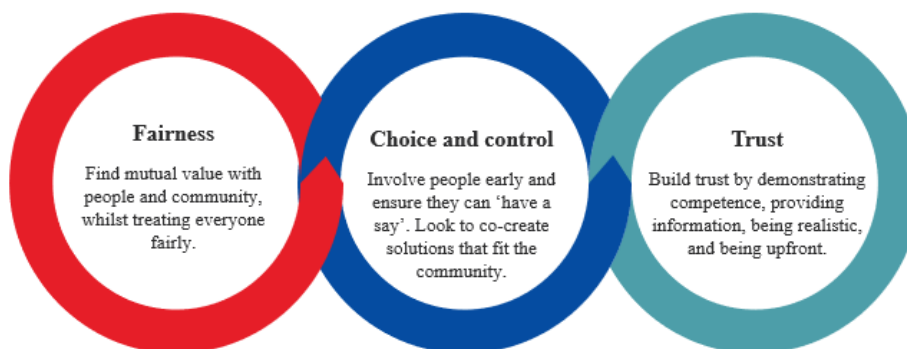 Fairness
Find mutual value with
people and community,
whilst treating everyone
fairly.
Choice and control
Involve people early and
ensure they can ‘have a
say’. Look to co-create
solutions that fit the
community.
Trust
Build trust by demonstrating
competence, providing
information, being realistic,
and being upfront.